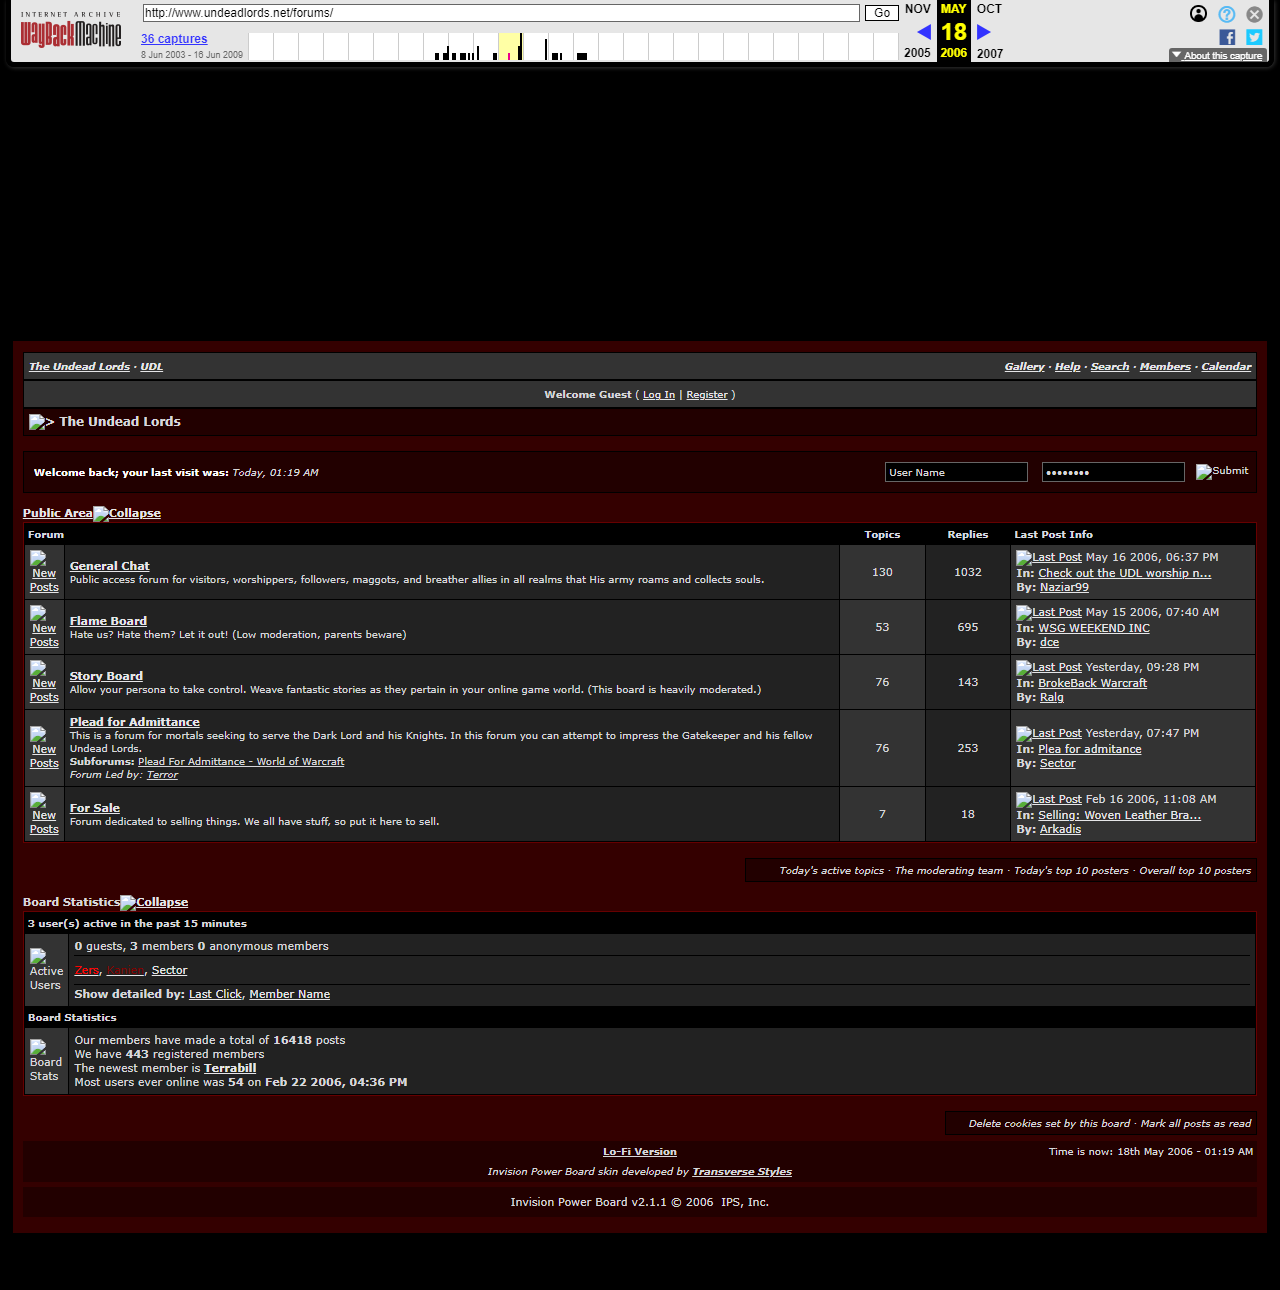 INTERNET ARCHIVE
WayBackMachine
http://www.undeadlords.net/forums/
Go
36 captures
8 Jun 2003 - 16 Jun 2009
NOV MAY OCT
18
2005 2006 2007
About this capture
The Undead Lords · UDL
Gallery · Help · Search · Members · Calendar
Welcome Guest ( Log In | Register )
> The Undead Lords
Welcome back; your last visit was: Today, 01:19 AM
User Name
••••••••
Submit
Public Area Collapse
Forum Topics Replies Last Post Info
New Posts
General Chat
Public access forum for visitors, worshippers, followers, maggots, and breather allies in all realms that His army roams and collects souls.
130 1032
Last Post May 16 2006, 06:37 PM
In: Check out the UDL worship n...
By: Naziar99
New Posts
Flame Board
Hate us? Hate them? Let it out! (Low moderation, parents beware)
53 695
Last Post May 15 2006, 07:40 AM
In: WSG WEEKEND INC
By: dce
New Posts
Story Board
Allow your persona to take control. Weave fantastic stories as they pertain in your online game world. (This board is heavily moderated.)
76 143
Last Post Yesterday, 09:28 PM
In: BrokeBack Warcraft
By: Ralg
New Posts
Plead for Admittance
This is a forum for mortals seeking to serve the Dark Lord and his Knights. In this forum you can attempt to impress the Gatekeeper and his fellow
Undead Lords.
Subforums: Plead For Admittance - World of Warcraft
Forum Led by: Terror
76 253
Last Post Yesterday, 07:47 PM
In: Plea for admitance
By: Sector
New Posts
For Sale
Forum dedicated to selling things. We all have stuff, so put it here to sell.
7 18
Last Post Feb 16 2006, 11:08 AM
In: Selling: Woven Leather Bra...
By: Arkadis
Today's active topics · The moderating team · Today's top 10 posters · Overall top 10 posters
Board Statistics Collapse
3 user(s) active in the past 15 minutes
Active Users
0 guests, 3 members 0 anonymous members
Zers, , Sector
Show detailed by: Last Click, Member Name
Board Statistics
Board Stats
Our members have made a total of 16418 posts
We have 443 registered members
The newest member is Terrabill
Most users ever online was 54 on Feb 22 2006, 04:36 PM
Delete cookies set by this board · Mark all posts as read
Lo-Fi Version
Time is now: 18th May 2006 - 01:19 AM
Invision Power Board skin developed by Transverse Styles
Invision Power Board v2.1.1 © 2006 IPS, Inc.